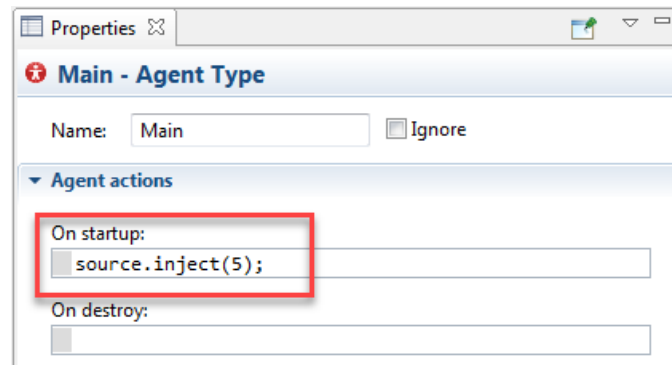 Properties
Main - Agent Type
Name: Main Ignore
Agent actions
On startup:
source.inject(5);
On destroy: